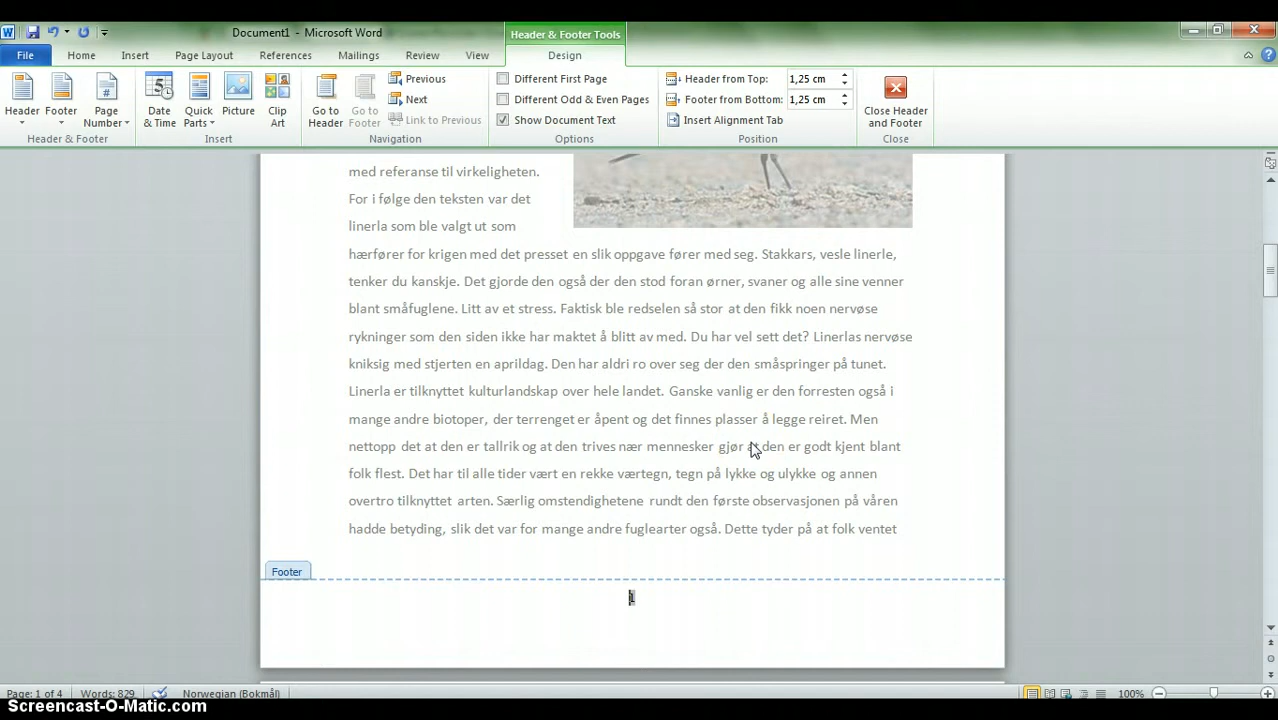 Document1 - Microsoft Word
Header & Footer Tools
File Home Insert Page Layout References Mailings Review View Design
Header
Footer
Page Number
Header & Footer
Date & Time
Quick Parts
Picture
Clip Art
Insert
Go to Header
Go to Footer
Previous
Next
Link to Previous
Navigation
Different First Page
Different Odd & Even Pages
Show Document Text
Options
Header from Top: 1,25 cm
Footer from Bottom: 1,25 cm
Insert Alignment Tab
Position
Close Header and Footer
Close
med referanse til virkeligheten.
For i følge den teksten var det
linerla som ble valgt ut som
hærfører for krigen med det presset en slik oppgave fører med seg. Stakkars, vesle linerle,
tenker du kanskje. Det gjorde den også der den stod foran ørner, svaner og alle sine venner
blant småfuglene. Litt av et stress. Faktisk ble redselen så stor at den fikk noen nervøse
rykninger som den siden ikke har maktet å blitt av med. Du har vel sett det? Linerlas nervøse
kniksig med stjerten en aprildag. Den har aldri ro over seg der den småspringer på tunet.
Linerla er tilknyttet kulturlandskap over hele landet. Ganske vanlig er den forresten også i
mange andre biotoper, der terrenget er åpent og det finnes plasser å legge reiret. Men
nettopp det at den er tallrik og at den trives nær mennesker gjør at den er godt kjent blant
folk flest. Det har til alle tider vært en rekke værtegn, tegn på lykke og ulykke og annen
overtro tilknyttet arten. Særlig omstendighetene rundt den første observasjonen på våren
hadde betyding, slik det var for mange andre fuglearter også. Dette tyder på at folk ventet
Footer
1
Page: 1 of 4 Words: 829 Norwegian (Bokmål) 100%
Screencast-O-Matic.com